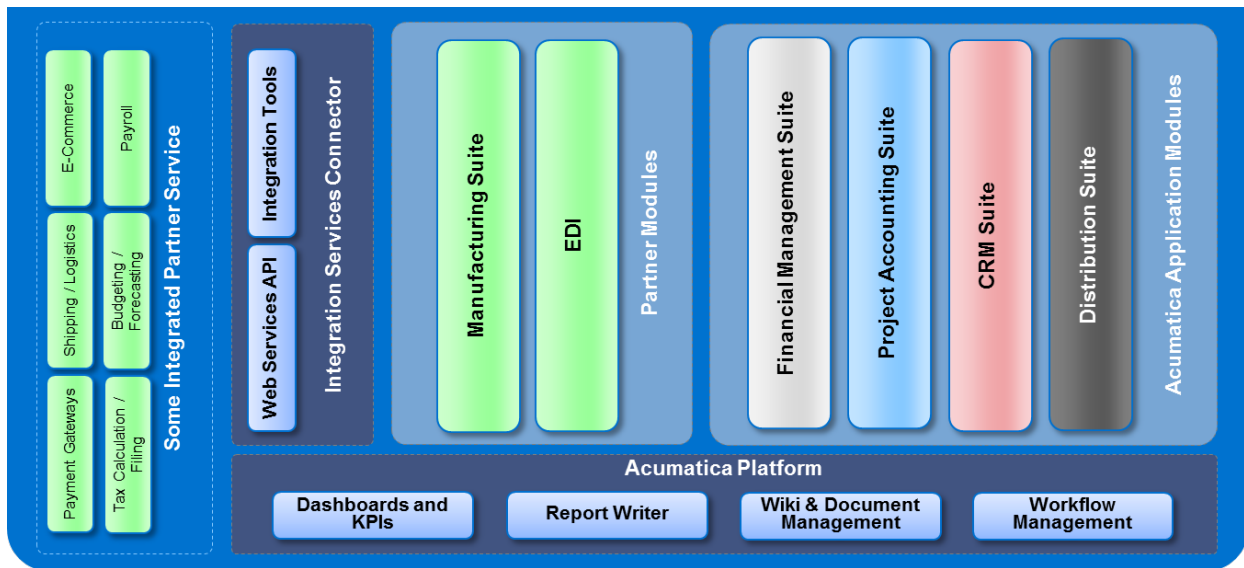 E-Commerce
Payroll
Shipping / Logistics
Budgeting /
Forecasting
Payment Gateways
Tax Calculation /
Filing
Some Integrated Partner Service
Integration Tools
Web Services API
Integration Services Connector
Manufacturing Suite
EDI
Partner Modules
Financial Management Suite
Project Accounting Suite
CRM Suite
Distribution Suite
Acumatica Application Modules
Acumatica Platform
Dashboards and
KPIs
Report Writer
Wiki & Document
Management
Workflow
Management